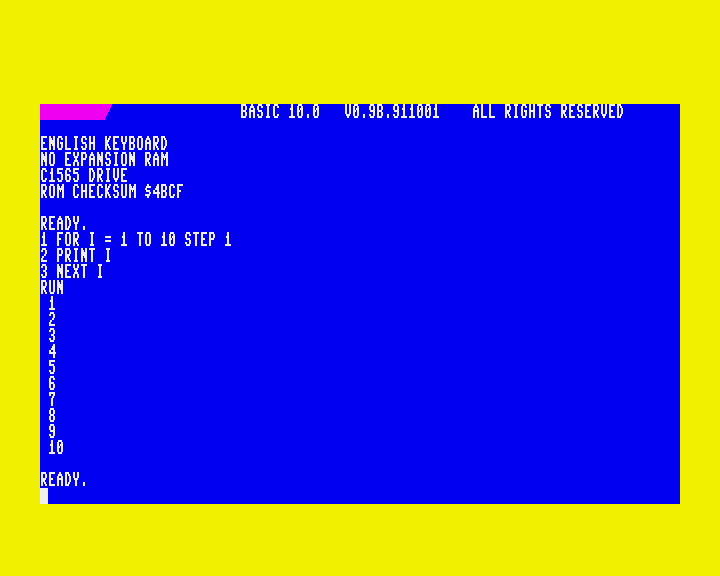 BASIC 10.0   V0.9B.911001    ALL RIGHTS RESERVED
ENGLISH KEYBOARD
NO EXPANSION RAM
C1565 DRIVE
ROM CHECKSUM $4BCF
READY.
1 FOR I = 1 TO 10 STEP 1
2 PRINT I
3 NEXT I
RUN
1
2
3
4
5
6
7
8
9
10
READY.